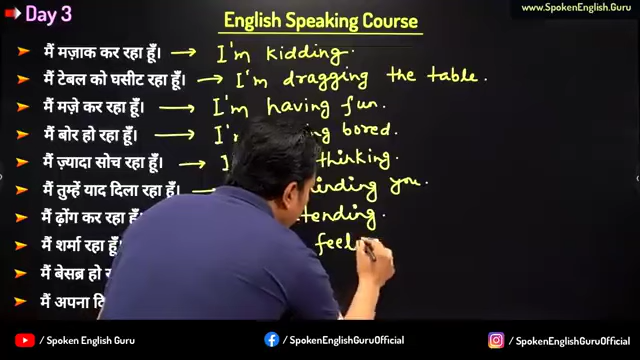 Day 3
English Speaking Course
www.SpokenEnglish.Guru
मैं मज़ाक कर रहा हूँ। → I'm kidding.
मैं टेबल को घसीट रहा हूँ। → I'm dragging the table.
मैं मज़े कर रहा हूँ। → I'm having fun.
मैं बोर हो रहा हूँ। → bored.
मैं ज़्यादा सोच रहा हूँ। → thinking.
मैं तुम्हें याद दिला रहा हूँ। → you.
मैं ढोंग कर रहा हूँ।
मैं शर्मा रहा हूँ।
मैं बेसब्र हो
मैं अपना
/ Spoken English Guru
/ SpokenEnglishGuruOfficial
/ SpokenEnglishGuruOfficial